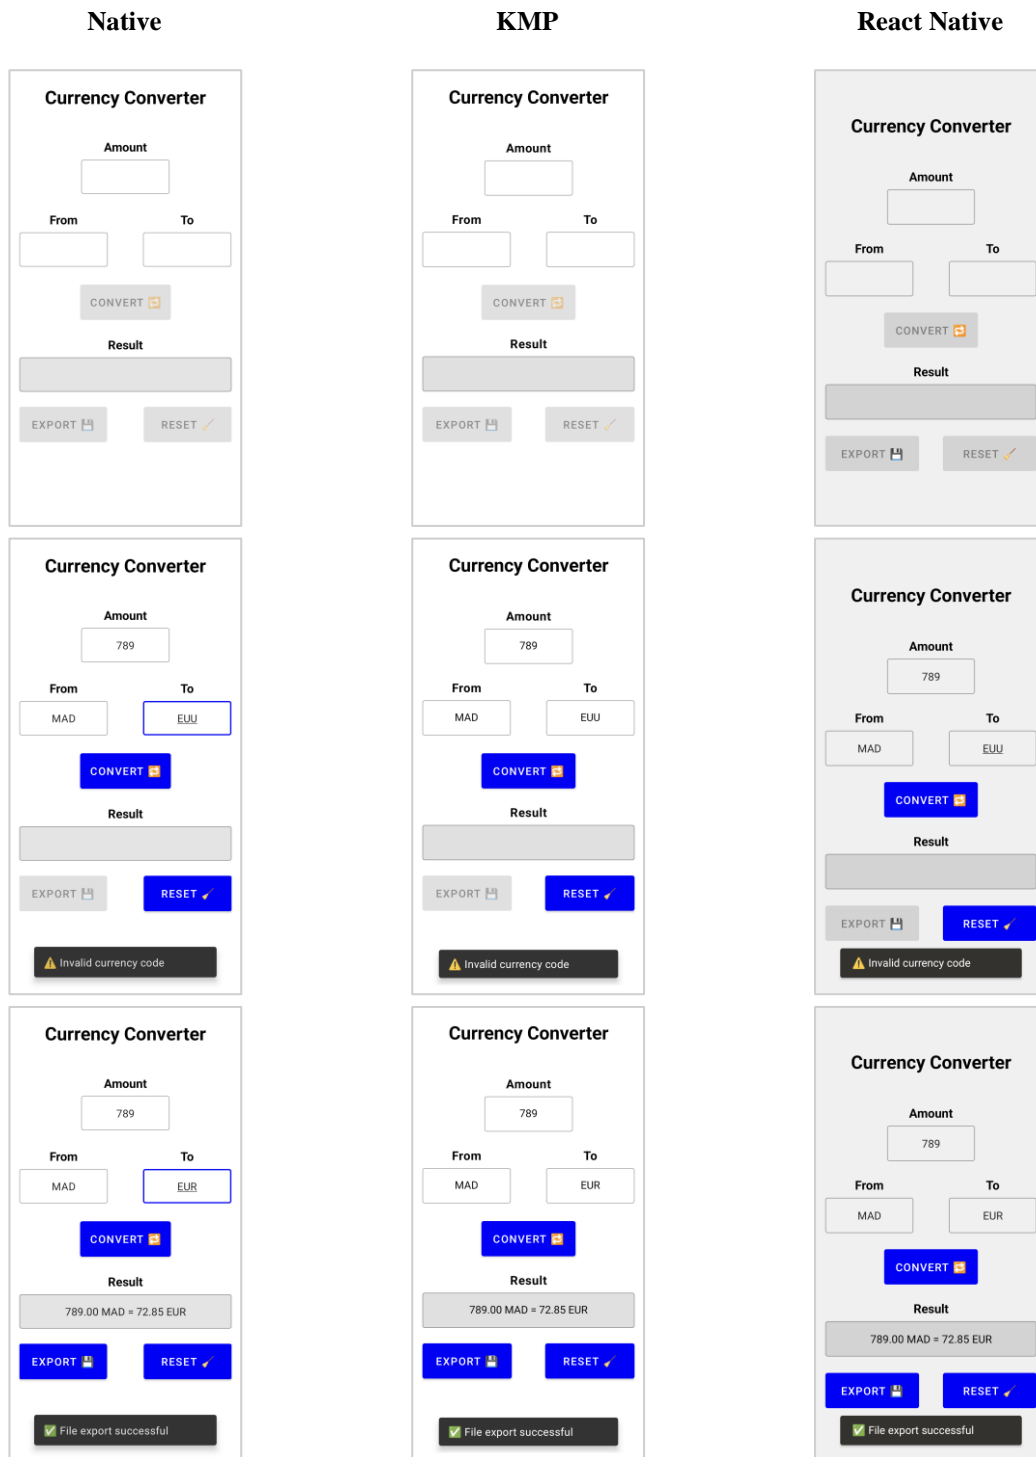 Native KMP React Native
Currency Converter
Amount
From To
CONVERT 🔁
Result
EXPORT 💾 RESET 🧹
Currency Converter
Amount
From To
CONVERT 🔁
Result
EXPORT 💾 RESET 🧹
Currency Converter
Amount
From To
CONVERT 🔁
Result
EXPORT 💾 RESET 🧹
Currency Converter
Amount
789
From To
MAD EUU
CONVERT 🔁
Result
EXPORT 💾 RESET 🧹
⚠️ Invalid currency code
Currency Converter
Amount
789
From To
MAD EUU
CONVERT 🔁
Result
EXPORT 💾 RESET 🧹
⚠️ Invalid currency code
Currency Converter
Amount
789
From To
MAD EUU
CONVERT 🔁
Result
EXPORT 💾 RESET 🧹
⚠️ Invalid currency code
Currency Converter
Amount
789
From To
MAD EUR
CONVERT 🔁
Result
789.00 MAD = 72.85 EUR
EXPORT 💾 RESET 🧹
✅ File export successful
Currency Converter
Amount
789
From To
MAD EUR
CONVERT 🔁
Result
789.00 MAD = 72.85 EUR
EXPORT 💾 RESET 🧹
✅ File export successful
Currency Converter
Amount
789
From To
MAD EUR
CONVERT 🔁
Result
789.00 MAD = 72.85 EUR
EXPORT 💾 RESET 🧹
✅ File export successful